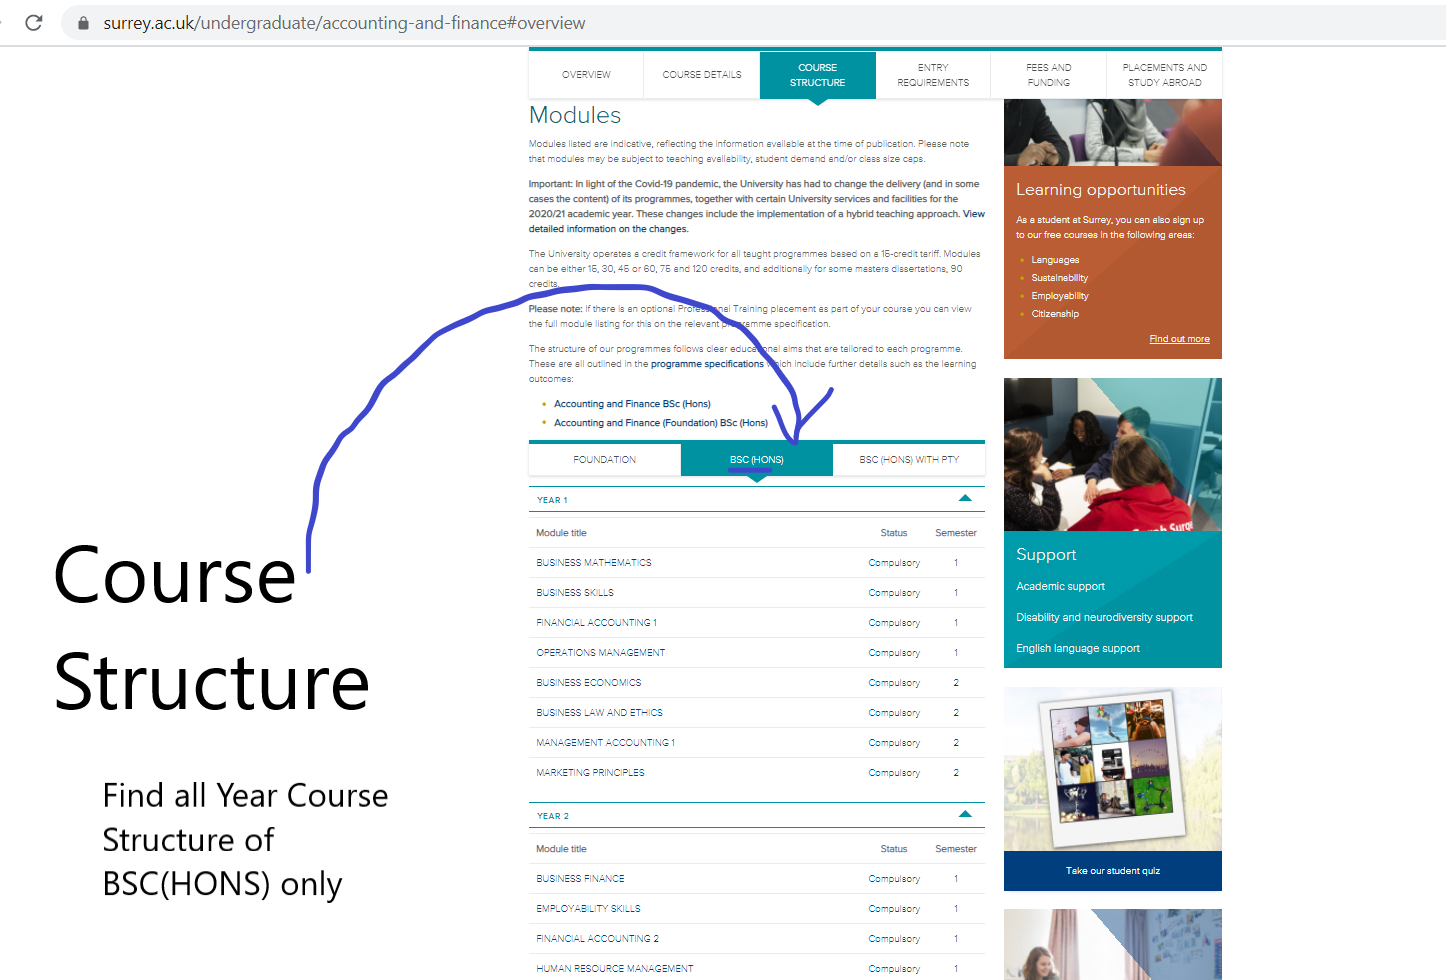 surrey.ac.uk/undergraduate/accounting-and-finance#overview
OVERVIEW
COURSE DETAILS
COURSE
STRUCTURE
ENTRY
REQUIREMENTS
FEES AND
FUNDING
PLACEMENTS AND
STUDY ABROAD
Modules
Modules listed are indicative, reflecting the information available at the time of publication. Please note
that modules may be subject to teaching availability, student demand and/or class size caps.
Important: In light of the Covid-19 pandemic, the University has had to change the delivery (and in some
cases the content) of its programmes, together with certain University services and facilities for the
2020/21 academic year. These changes include the implementation of a hybrid teaching approach. View
detailed information on the changes.
The University operates a credit framework for all taught programmes based on a 15-credit tariff. Modules
can be either 15, 30, 45 or 60, 75 and 120 credits, and additionally for some masters dissertations, 90
credits.
Please note: If there is an optional Professional Training placement as part of your course you can view
the full module listing for this on the relevant programme specification.
The structure of our programmes follows clear educational aims that are tailored to each programme.
These are all outlined in the programme specifications which include further details such as the learning
outcomes:
Accounting and Finance BSc (Hons)
Accounting and Finance (Foundation) BSc (Hons)
FOUNDATION
BSC (HONS)
BSC (HONS) WITH PTY
YEAR 1
Module title Status Semester
BUSINESS MATHEMATICS Compulsory 1
BUSINESS SKILLS Compulsory 1
FINANCIAL ACCOUNTING 1 Compulsory 1
OPERATIONS MANAGEMENT Compulsory 1
BUSINESS ECONOMICS Compulsory 2
BUSINESS LAW AND ETHICS Compulsory 2
MANAGEMENT ACCOUNTING 1 Compulsory 2
MARKETING PRINCIPLES Compulsory 2
YEAR 2
Module title Status Semester
BUSINESS FINANCE Compulsory 1
EMPLOYABILITY SKILLS Compulsory 1
FINANCIAL ACCOUNTING 2 Compulsory 1
HUMAN RESOURCE MANAGEMENT Compulsory 1
Learning opportunities
As a student at Surrey, you can also sign up
to our free courses in the following areas:
Languages
Sustainability
Employability
Citizenship
Find out more
Support
Academic support
Disability and neurodiversity support
English language support
Take our student quiz
Course
Structure
Find all Year Course
Structure of
BSC(HONS) only